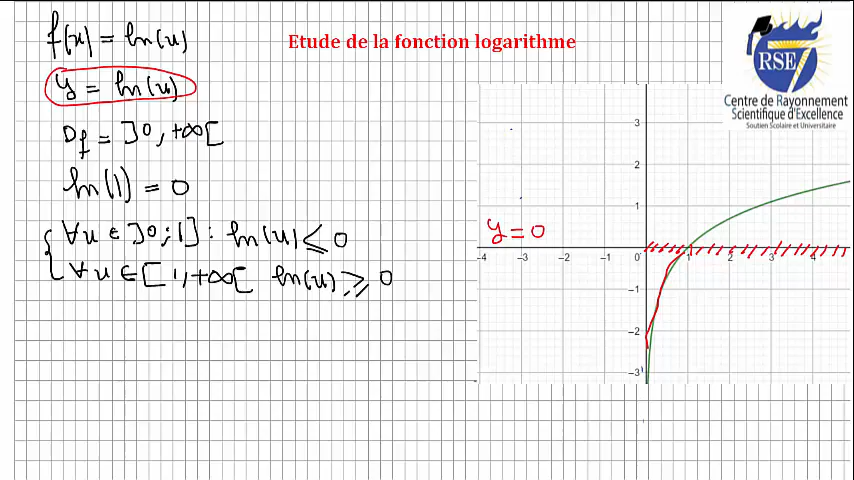 Etude de la fonction logarithme
f(x) = ln(x)
y = ln(x)
Df = ]0, +∞[
ln(1) = 0
{ ∀x ∈ ]0; 1] : ln(x) ≤ 0
∀x ∈ [1, +∞[ ln(x) ≥ 0
RSE
Centre de Rayonnement
Scientifique d'Excellence
Soutien Scolaire et Universitaire
3
2
1
y = 0
-4 -3 -2 -1 0 1 2 3 4
-1
-2
-3